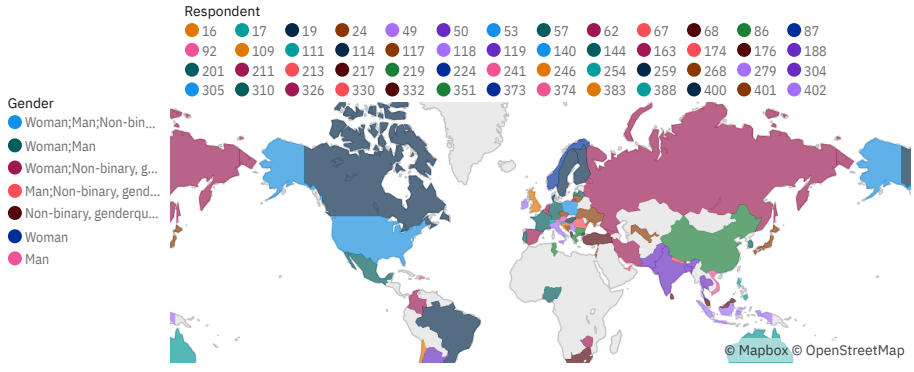 Respondent
16 17 19 24 49 50 53 57 62 67 68 86 87
92 109 111 114 117 118 119 140 144 163 174 176 188
201 211 213 217 219 224 241 246 254 259 268 279 304
305 310 326 330 332 351 373 374 383 388 400 401 402
Gender
Woman;Man;Non-bin...
Woman;Man
Woman;Non-binary, g...
Man;Non-binary, gend...
Non-binary, genderqu...
Woman
Man
© Mapbox © OpenStreetMap